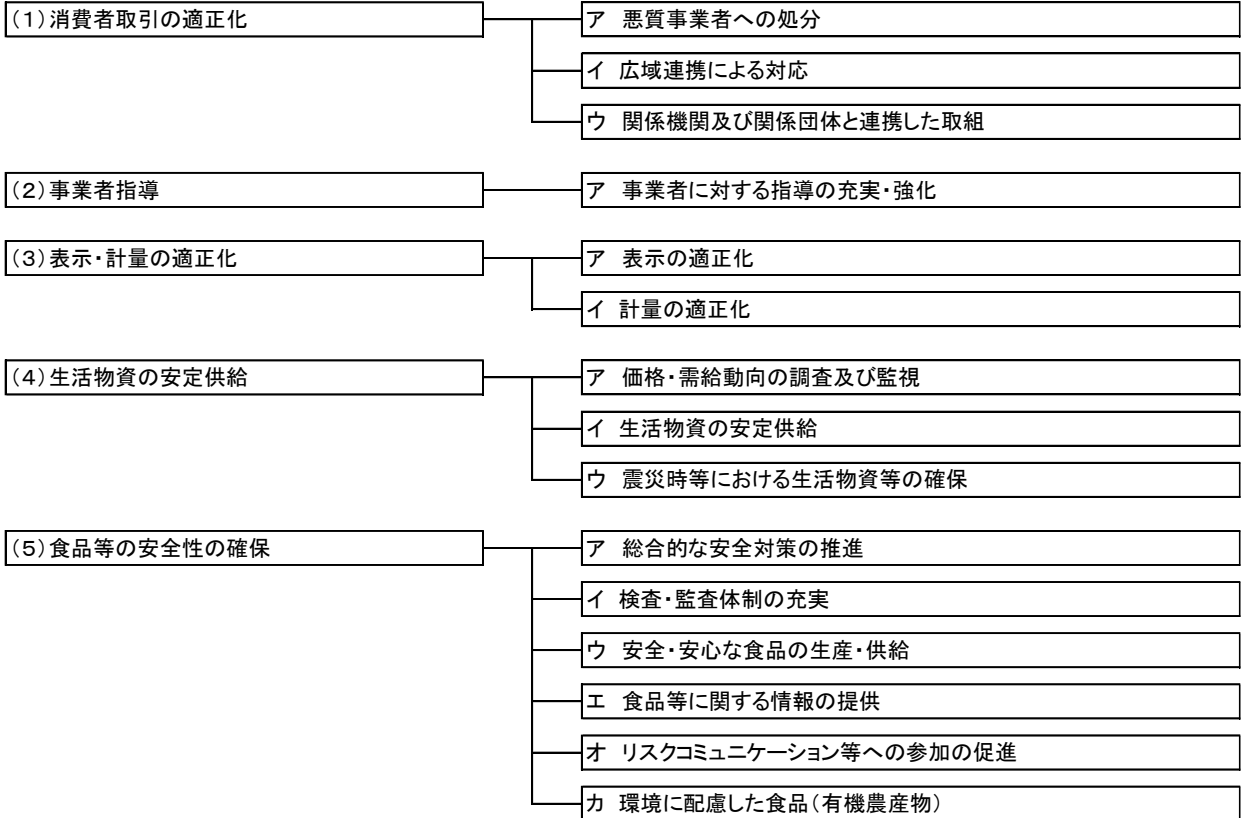 (1)消費者取引の適正化
ア 悪質事業者への処分
イ 広域連携による対応
ウ 関係機関及び関係団体と連携した取組
(2)事業者指導
ア 事業者に対する指導の充実・強化
(3)表示・計量の適正化
ア 表示の適正化
イ 計量の適正化
(4)生活物資の安定供給
ア 価格・需給動向の調査及び監視
イ 生活物資の安定供給
ウ 震災時等における生活物資等の確保
(5)食品等の安全性の確保
ア 総合的な安全対策の推進
イ 検査・監査体制の充実
ウ 安全・安心な食品の生産・供給
エ 食品等に関する情報の提供
オ リスクコミュニケーション等への参加の促進
カ 環境に配慮した食品(有機農産物)